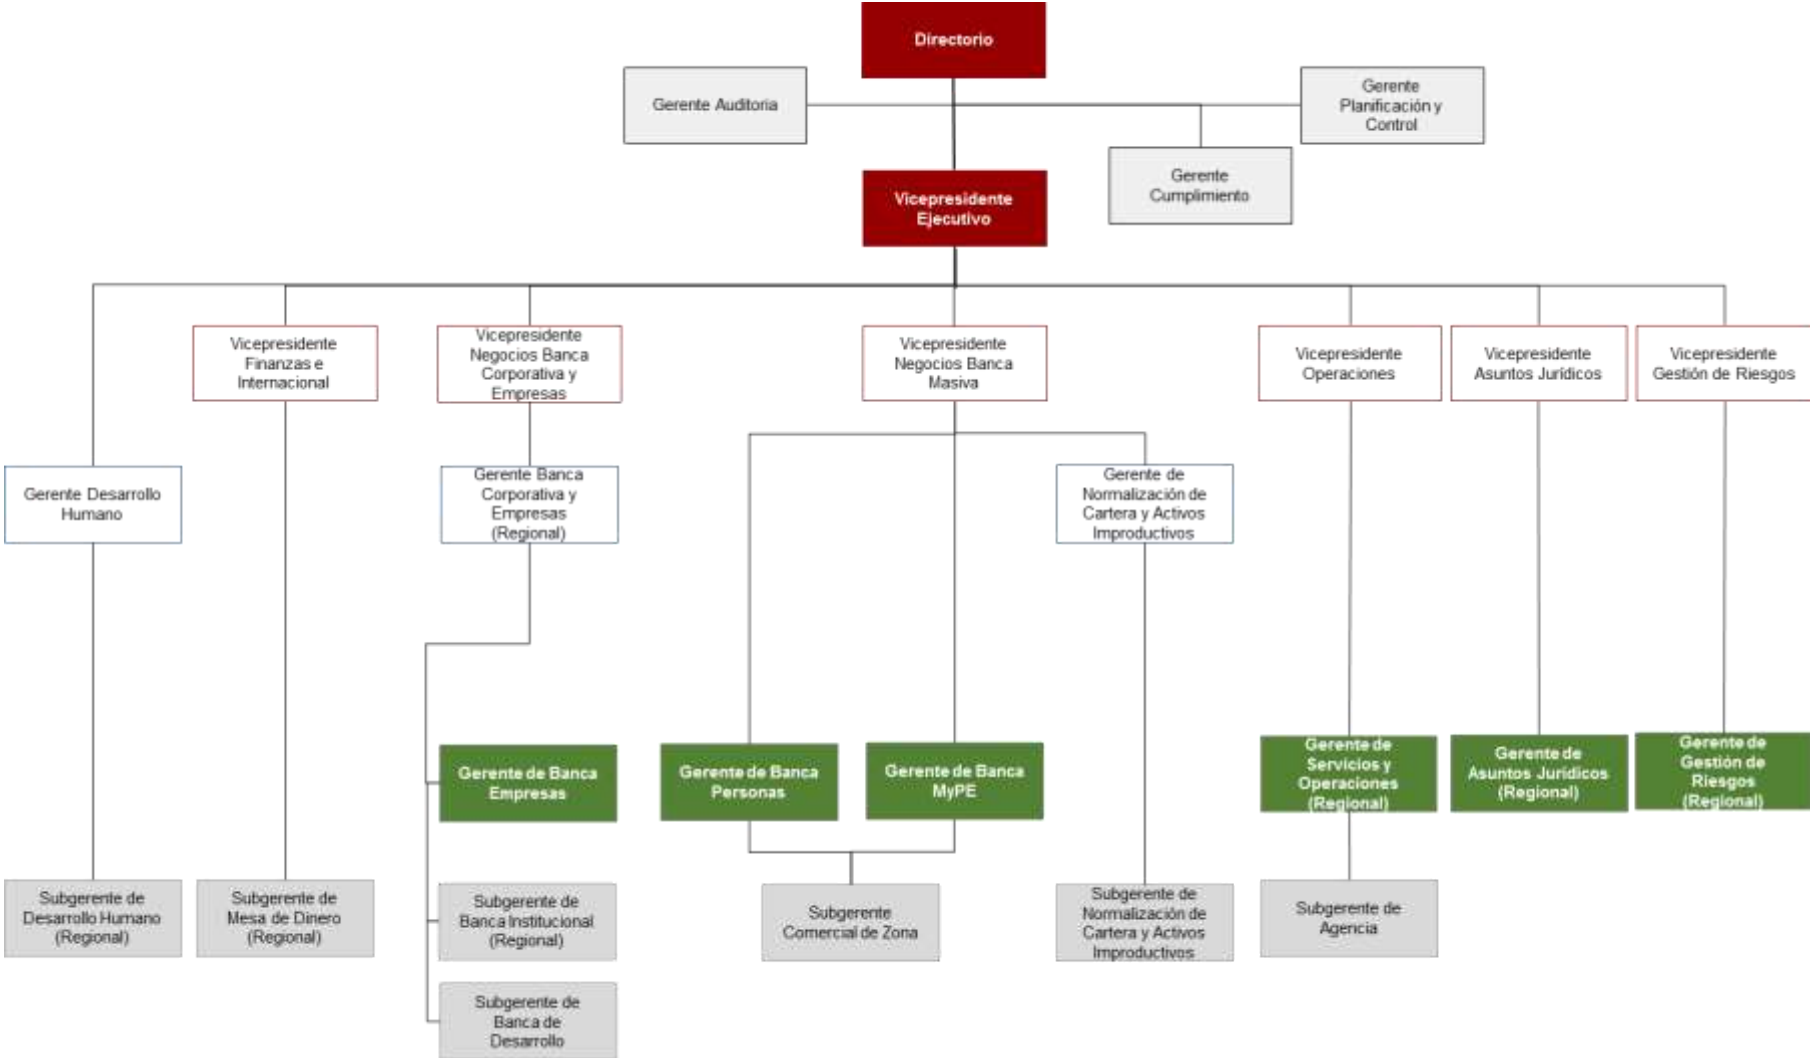 Directorio
Gerente Auditoria
Gerente
Planificación y
Control
Gerente
Cumplimiento
Vicepresidente
Ejecutivo
Vicepresidente
Finanzas e
Internacional
Vicepresidente
Negocios Banca
Corporativa y
Empresas
Vicepresidente
Negocios Banca
Masiva
Vicepresidente
Operaciones
Vicepresidente
Asuntos Jurídicos
Vicepresidente
Gestión de Riesgos
Gerente Desarrollo
Humano
Gerente Banca
Corporativa y
Empresas
(Regional)
Gerente de
Normalización de
Cartera y Activos
Improductivos
Gerente de Banca
Empresas
Gerente de Banca
Personas
Gerente de Banca
MyPE
Gerente de
Servicios y
Operaciones
(Regional)
Gerente de
Asuntos Jurídicos
(Regional)
Gerente de
Gestión de
Riesgos
(Regional)
Subgerente de
Desarrollo Humano
(Regional)
Subgerente de
Mesa de Dinero
(Regional)
Subgerente de
Banca Institucional
(Regional)
Subgerente
Comercial de Zona
Subgerente de
Normalización de
Cartera y Activos
Improductivos
Subgerente de
Agencia
Subgerente de
Banca de
Desarrollo